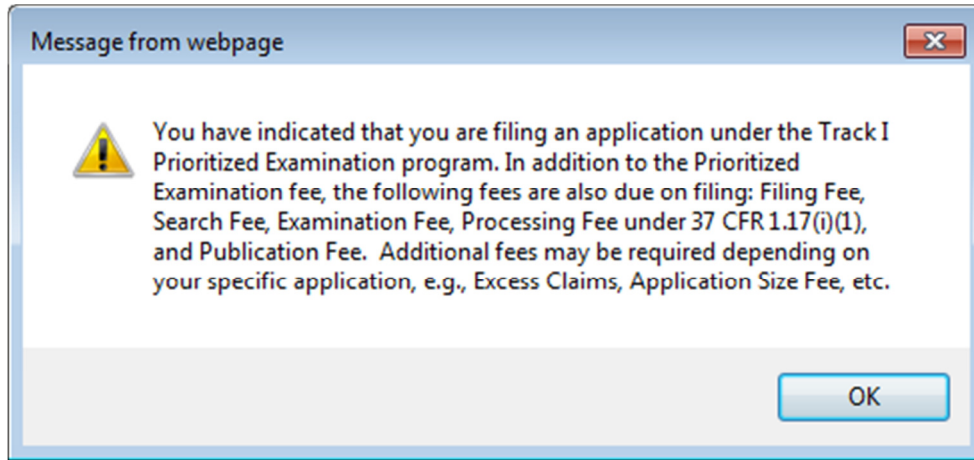 Message from webpage
You have indicated that you are filing an application under the Track I
Prioritized Examination program. In addition to the Prioritized
Examination fee, the following fees are also due on filing: Filing Fee,
Search Fee, Examination Fee, Processing Fee under 37 CFR 1.17(i)(1),
and Publication Fee.  Additional fees may be required depending on
your specific application, e.g., Excess Claims, Application Size Fee, etc.
OK